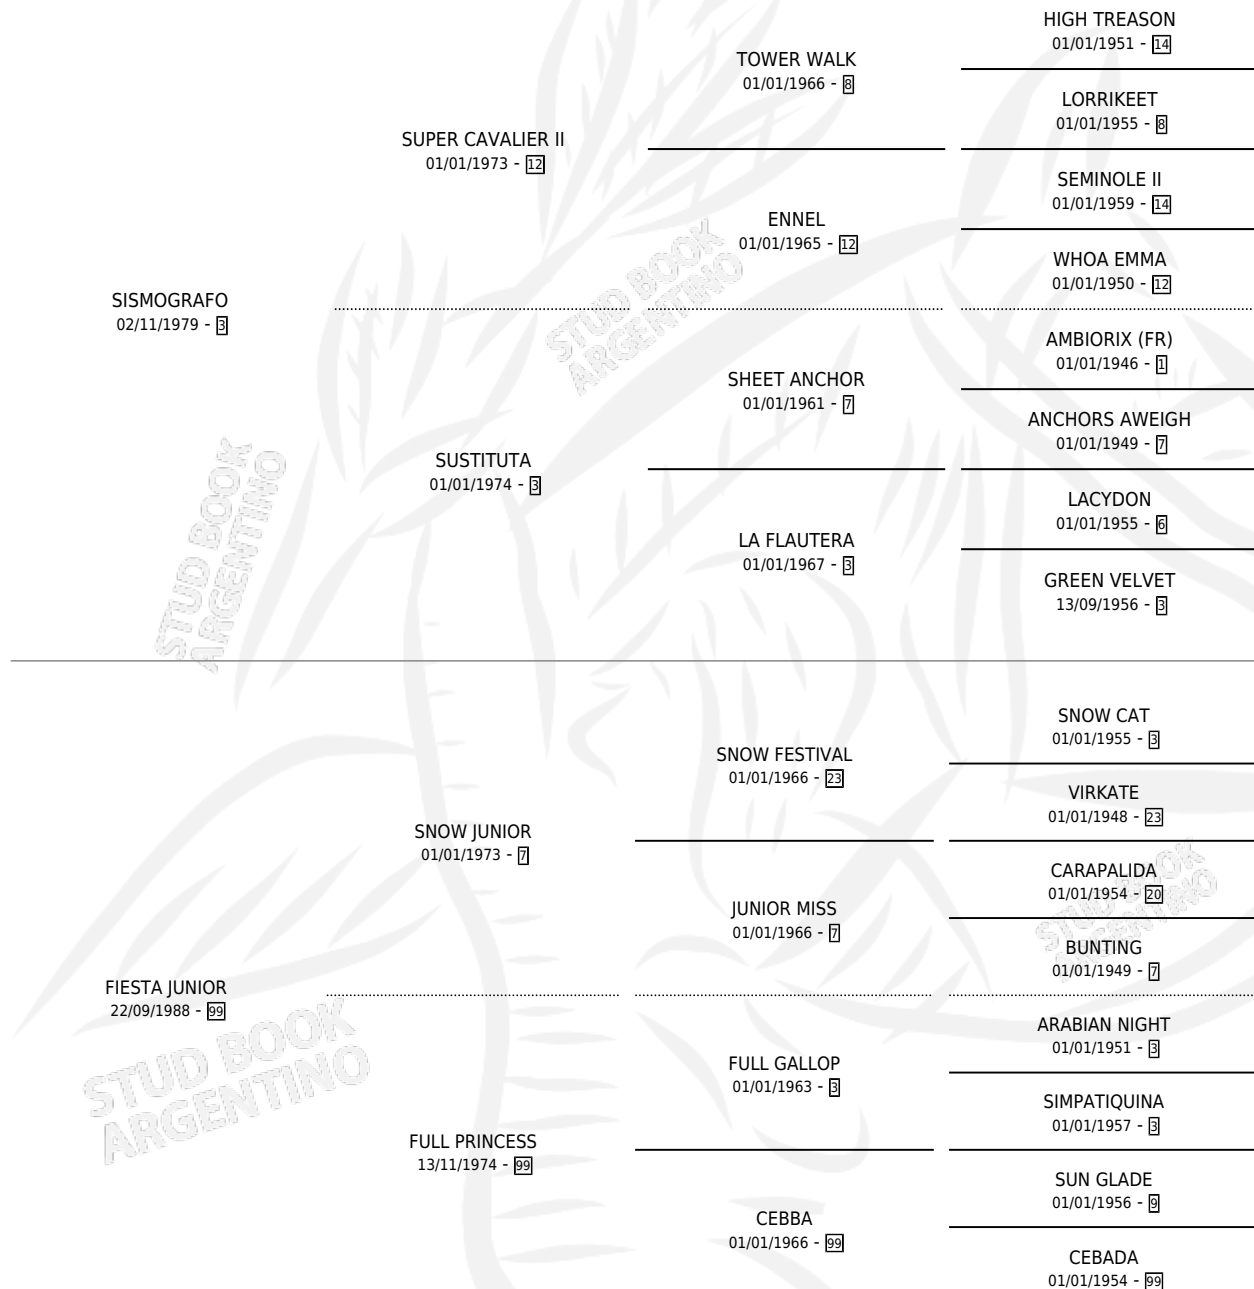 HIGH TREASON
01/01/1951 - 14
TOWER WALK
01/01/1966 - 8
LORRIKEET
01/01/1955 - 8
SUPER CAVALIER II
01/01/1973 - 12
SEMINOLE II
01/01/1959 - 14
ENNEL
01/01/1965 - 12
WHOA EMMA
01/01/1950 - 12
SISMOGRAFO
02/11/1979 - 3
AMBIORIX (FR)
01/01/1946 - 1
SHEET ANCHOR
01/01/1961 - 7
ANCHORS AWEIGH
01/01/1949 - 7
SUSTITUTA
01/01/1974 - 3
LACYDON
01/01/1955 - 6
LA FLAUTERA
01/01/1967 - 3
GREEN VELVET
13/09/1956 - 3
SNOW CAT
01/01/1955 - 3
SNOW FESTIVAL
01/01/1966 - 23
VIRKATE
01/01/1948 - 23
SNOW JUNIOR
01/01/1973 - 7
CARAPALIDA
01/01/1954 - 20
JUNIOR MISS
01/01/1966 - 7
BUNTING
01/01/1949 - 7
FIESTA JUNIOR
22/09/1988 - 99
ARABIAN NIGHT
01/01/1951 - 3
FULL GALLOP
01/01/1963 - 3
SIMPATIQUINA
01/01/1957 - 3
FULL PRINCESS
13/11/1974 - 99
SUN GLADE
01/01/1956 - 9
CEBBA
01/01/1966 - 99
CEBADA
01/01/1954 - 99
STUD BOOK
ARGENTINO
STUD BOOK
ARGENTINO
STUD BOOK
ARGENTINO
STUD BOOK
ARGENTINO